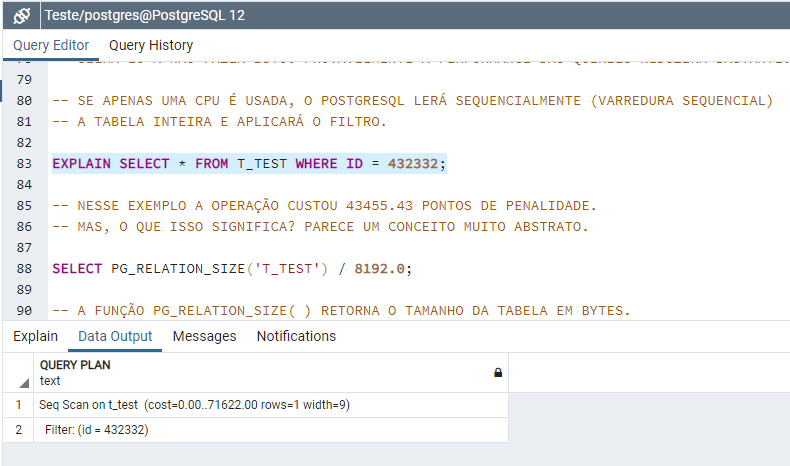 Teste/postgres@PostgreSQL 12
Query Editor Query History
79
80 -- SE APENAS UMA CPU É USADA, O POSTGRESQL LERÁ SEQUENCIALMENTE (VARREDURA SEQUENCIAL)
81 -- A TABELA INTEIRA E APLICARÁ O FILTRO.
82
83 EXPLAIN SELECT * FROM T_TEST WHERE ID = 432332;
84
85 -- NESSE EXEMPLO A OPERAÇÃO CUSTOU 43455.43 PONTOS DE PENALIDADE.
86 -- MAS, O QUE ISSO SIGNIFICA? PARECE UM CONCEITO MUITO ABSTRATO.
87
88 SELECT PG_RELATION_SIZE('T_TEST') / 8192.0;
89
90 -- A FUNÇÃO PG_RELATION_SIZE( ) RETORNA O TAMANHO DA TABELA EM BYTES.
Explain Data Output Messages Notifications
QUERY PLAN
text
1 Seq Scan on t_test (cost=0.00..71622.00 rows=1 width=9)
2 Filter: (id = 432332)